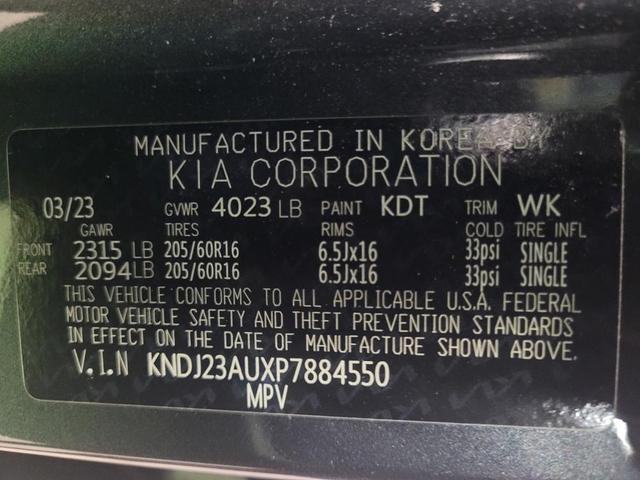 MANUFACTURED IN KOREA BY
KIA CORPORATION
03/23 GVWR 4023 LB PAINT KDT TRIM WK
GAWR TIRES RIMS COLD TIRE INFL
FRONT 2315 LB 205/60R16 6.5Jx16 33psi SINGLE
REAR 2094 LB 205/60R16 6.5Jx16 33psi SINGLE
THIS VEHICLE CONFORMS TO ALL APPLICABLE U.S.A. FEDERAL
MOTOR VEHICLE SAFETY AND THEFT PREVENTION STANDARDS
IN EFFECT ON THE DATE OF MANUFACTURE SHOWN ABOVE.
V.I.N KNDJ23AUXP7884550
MPV